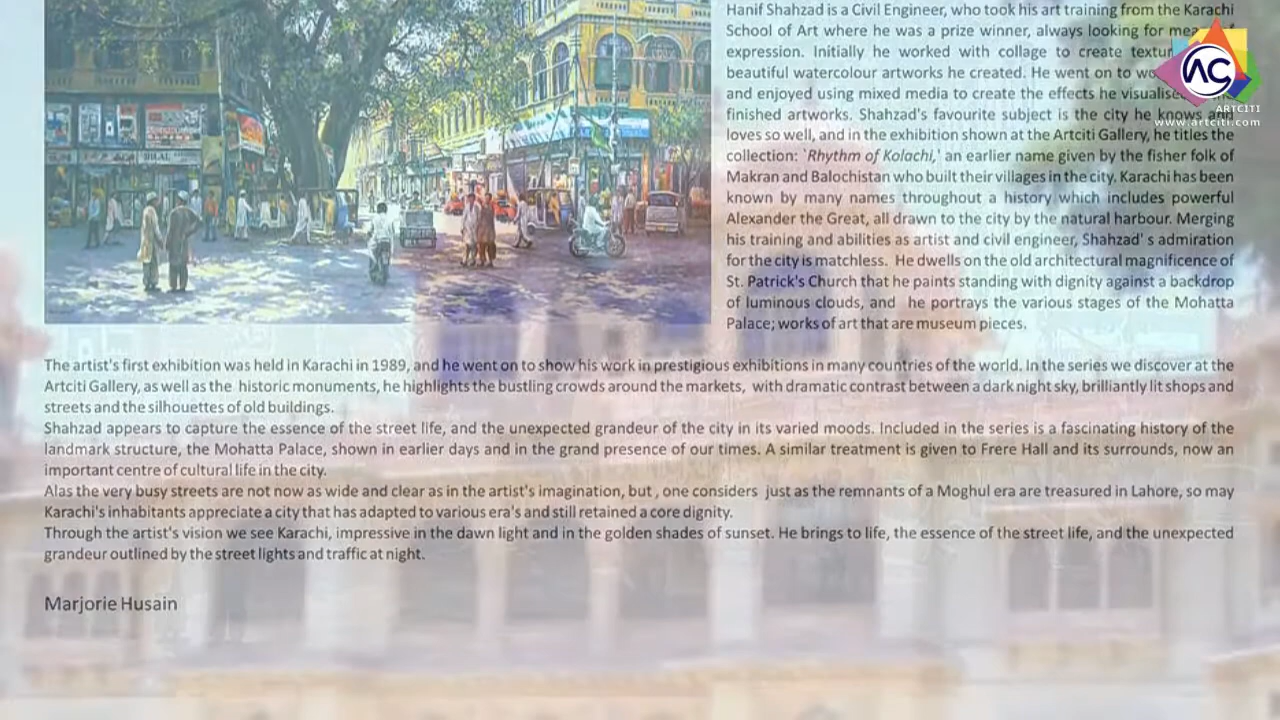 Hanif Shahzad is a Civil Engineer, who took his art training from the Karachi
School of Art where he was a prize winner, always looking for
expression. Initially he worked with collage to create
beautiful watercolour artworks he created. He went on to
and enjoyed using mixed media to create the effects he
finished artworks. Shahzad's favourite subject is the city he knows and
loves so well, and in the exhibition shown at the Artciti Gallery, he titles the
collection: `Rhythm of Kolachi,' an earlier name given by the fisher folk of
Makran and Balochistan who built their villages in the city. Karachi has been
known by many names throughout a history which includes powerful
Alexander the Great, all drawn to the city by the natural harbour. Merging
his training and abilities as artist and civil engineer, Shahzad' s admiration
for the city is matchless. He dwells on the old architectural magnificence of
St. Patrick's Church that he paints standing with dignity against a backdrop
of luminous clouds, and he portrays the various stages of the Mohatta
Palace; works of art that are museum pieces.
The artist's first exhibition was held in Karachi in 1989, and he went on to show his work in prestigious exhibitions in many countries of the world. In the series we discover at the
Artciti Gallery, as well as the historic monuments, he highlights the bustling crowds around the markets, with dramatic contrast between a dark night sky, brilliantly lit shops and
streets and the silhouettes of old buildings.
Shahzad appears to capture the essence of the street life, and the unexpected grandeur of the city in its varied moods. Included in the series is a fascinating history of the
landmark structure, the Mohatta Palace, shown in earlier days and in the grand presence of our times. A similar treatment is given to Frere Hall and its surrounds, now an
important centre of cultural life in the city.
Alas the very busy streets are not now as wide and clear as in the artist's imagination, but , one considers just as the remnants of a Moghul era are treasured in Lahore, so may
Karachi's inhabitants appreciate a city that has adapted to various era's and still retained a core dignity.
Through the artist's vision we see Karachi, impressive in the dawn light and in the golden shades of sunset. He brings to life, the essence of the street life, and the unexpected
grandeur outlined by the street lights and traffic at night.
Marjorie Husain
AC
ARTCITI
www.artciti.com
BILAL